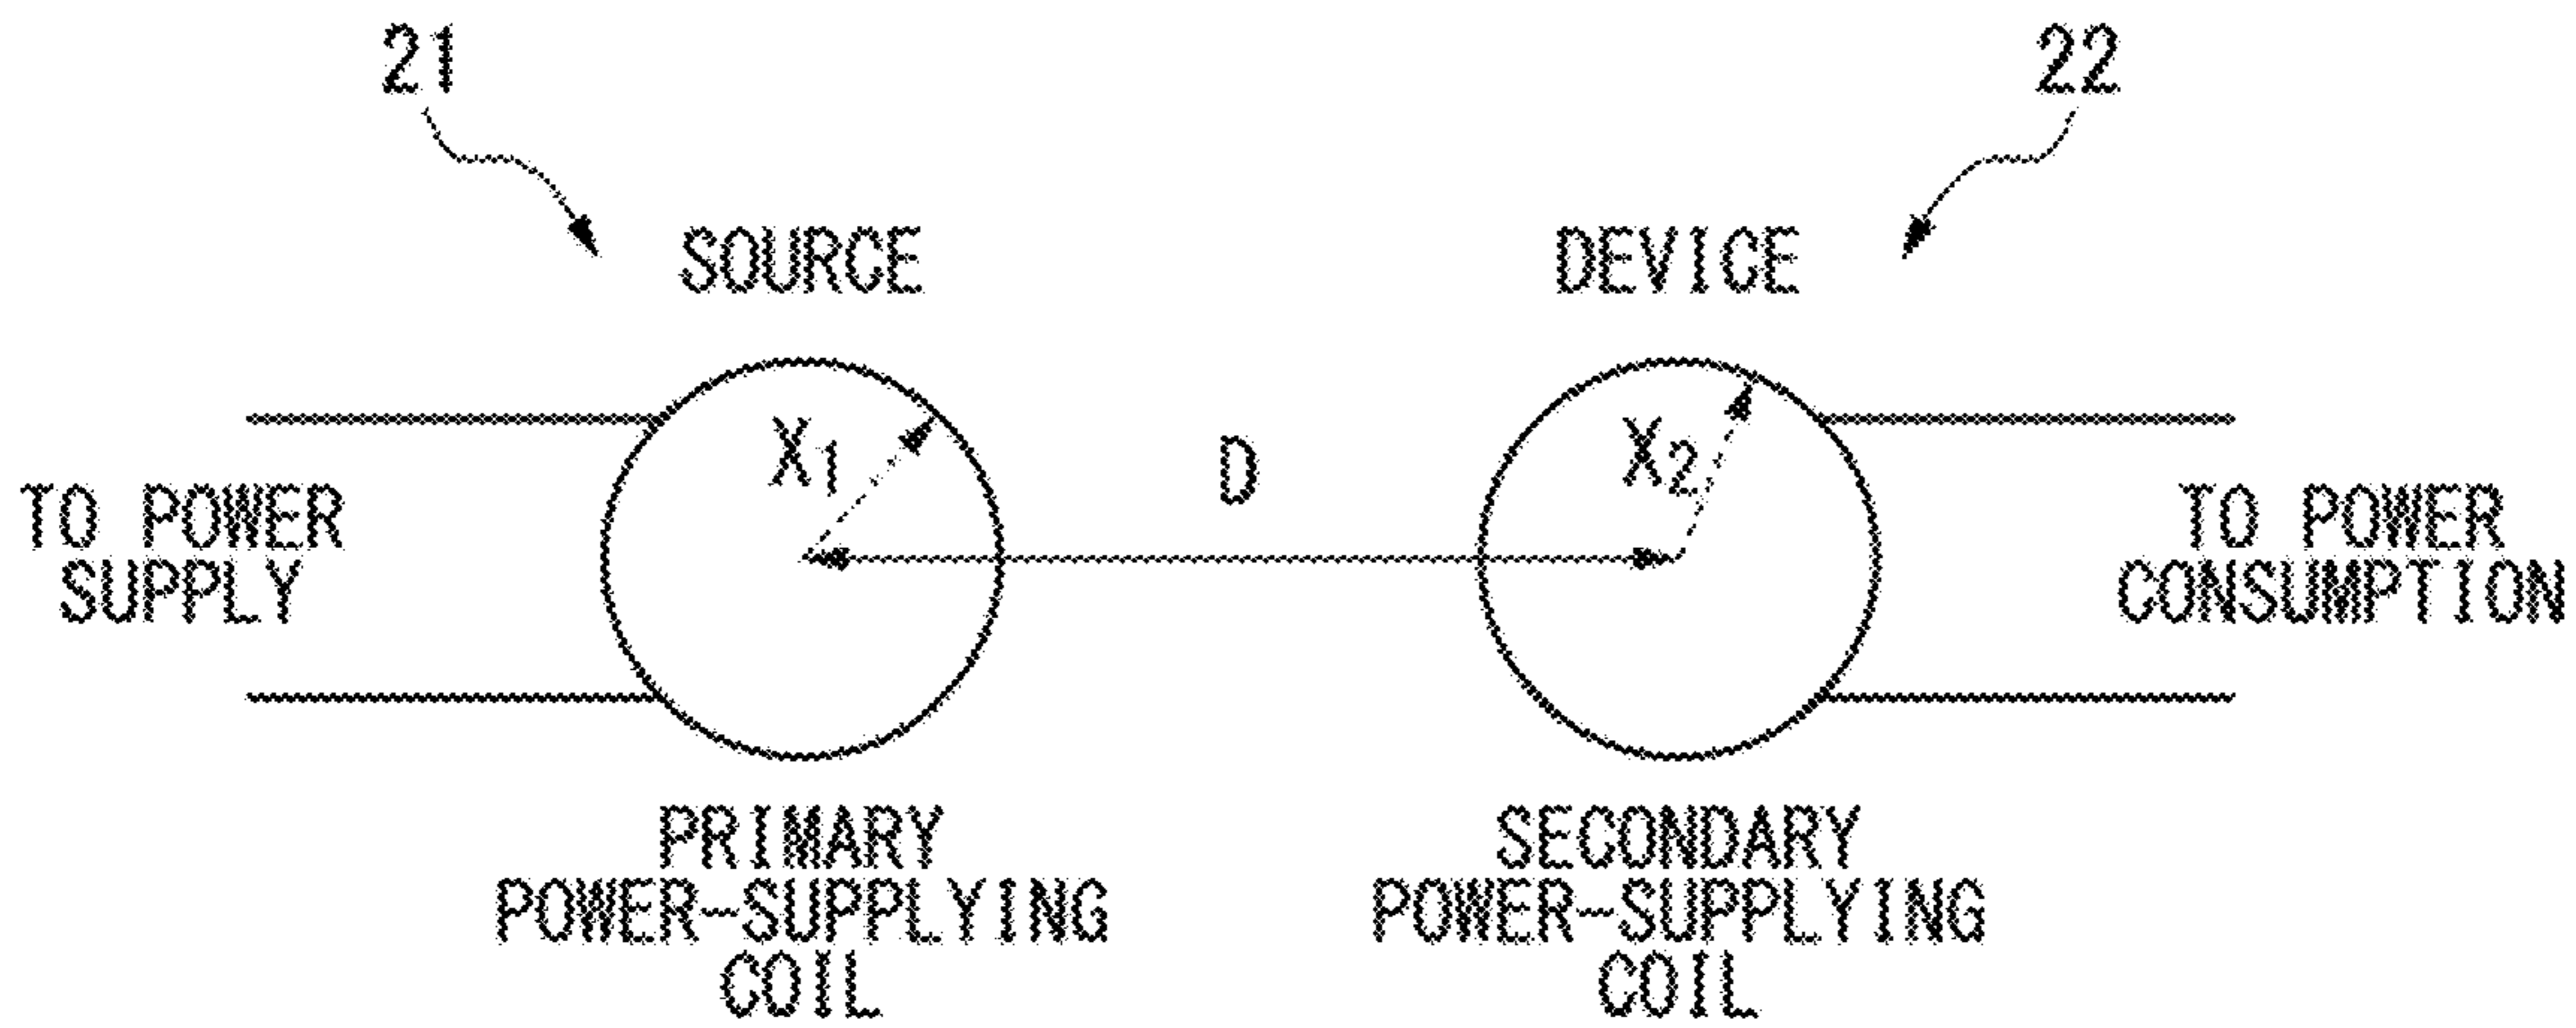 21
22
SOURCE
DEVICE
X1
X2
D
TO POWER
SUPPLY
TO POWER
CONSUMPTION
PRIMARY
POWER-SUPPLYING
COIL
SECONDARY
POWER-SUPPLYING
COIL